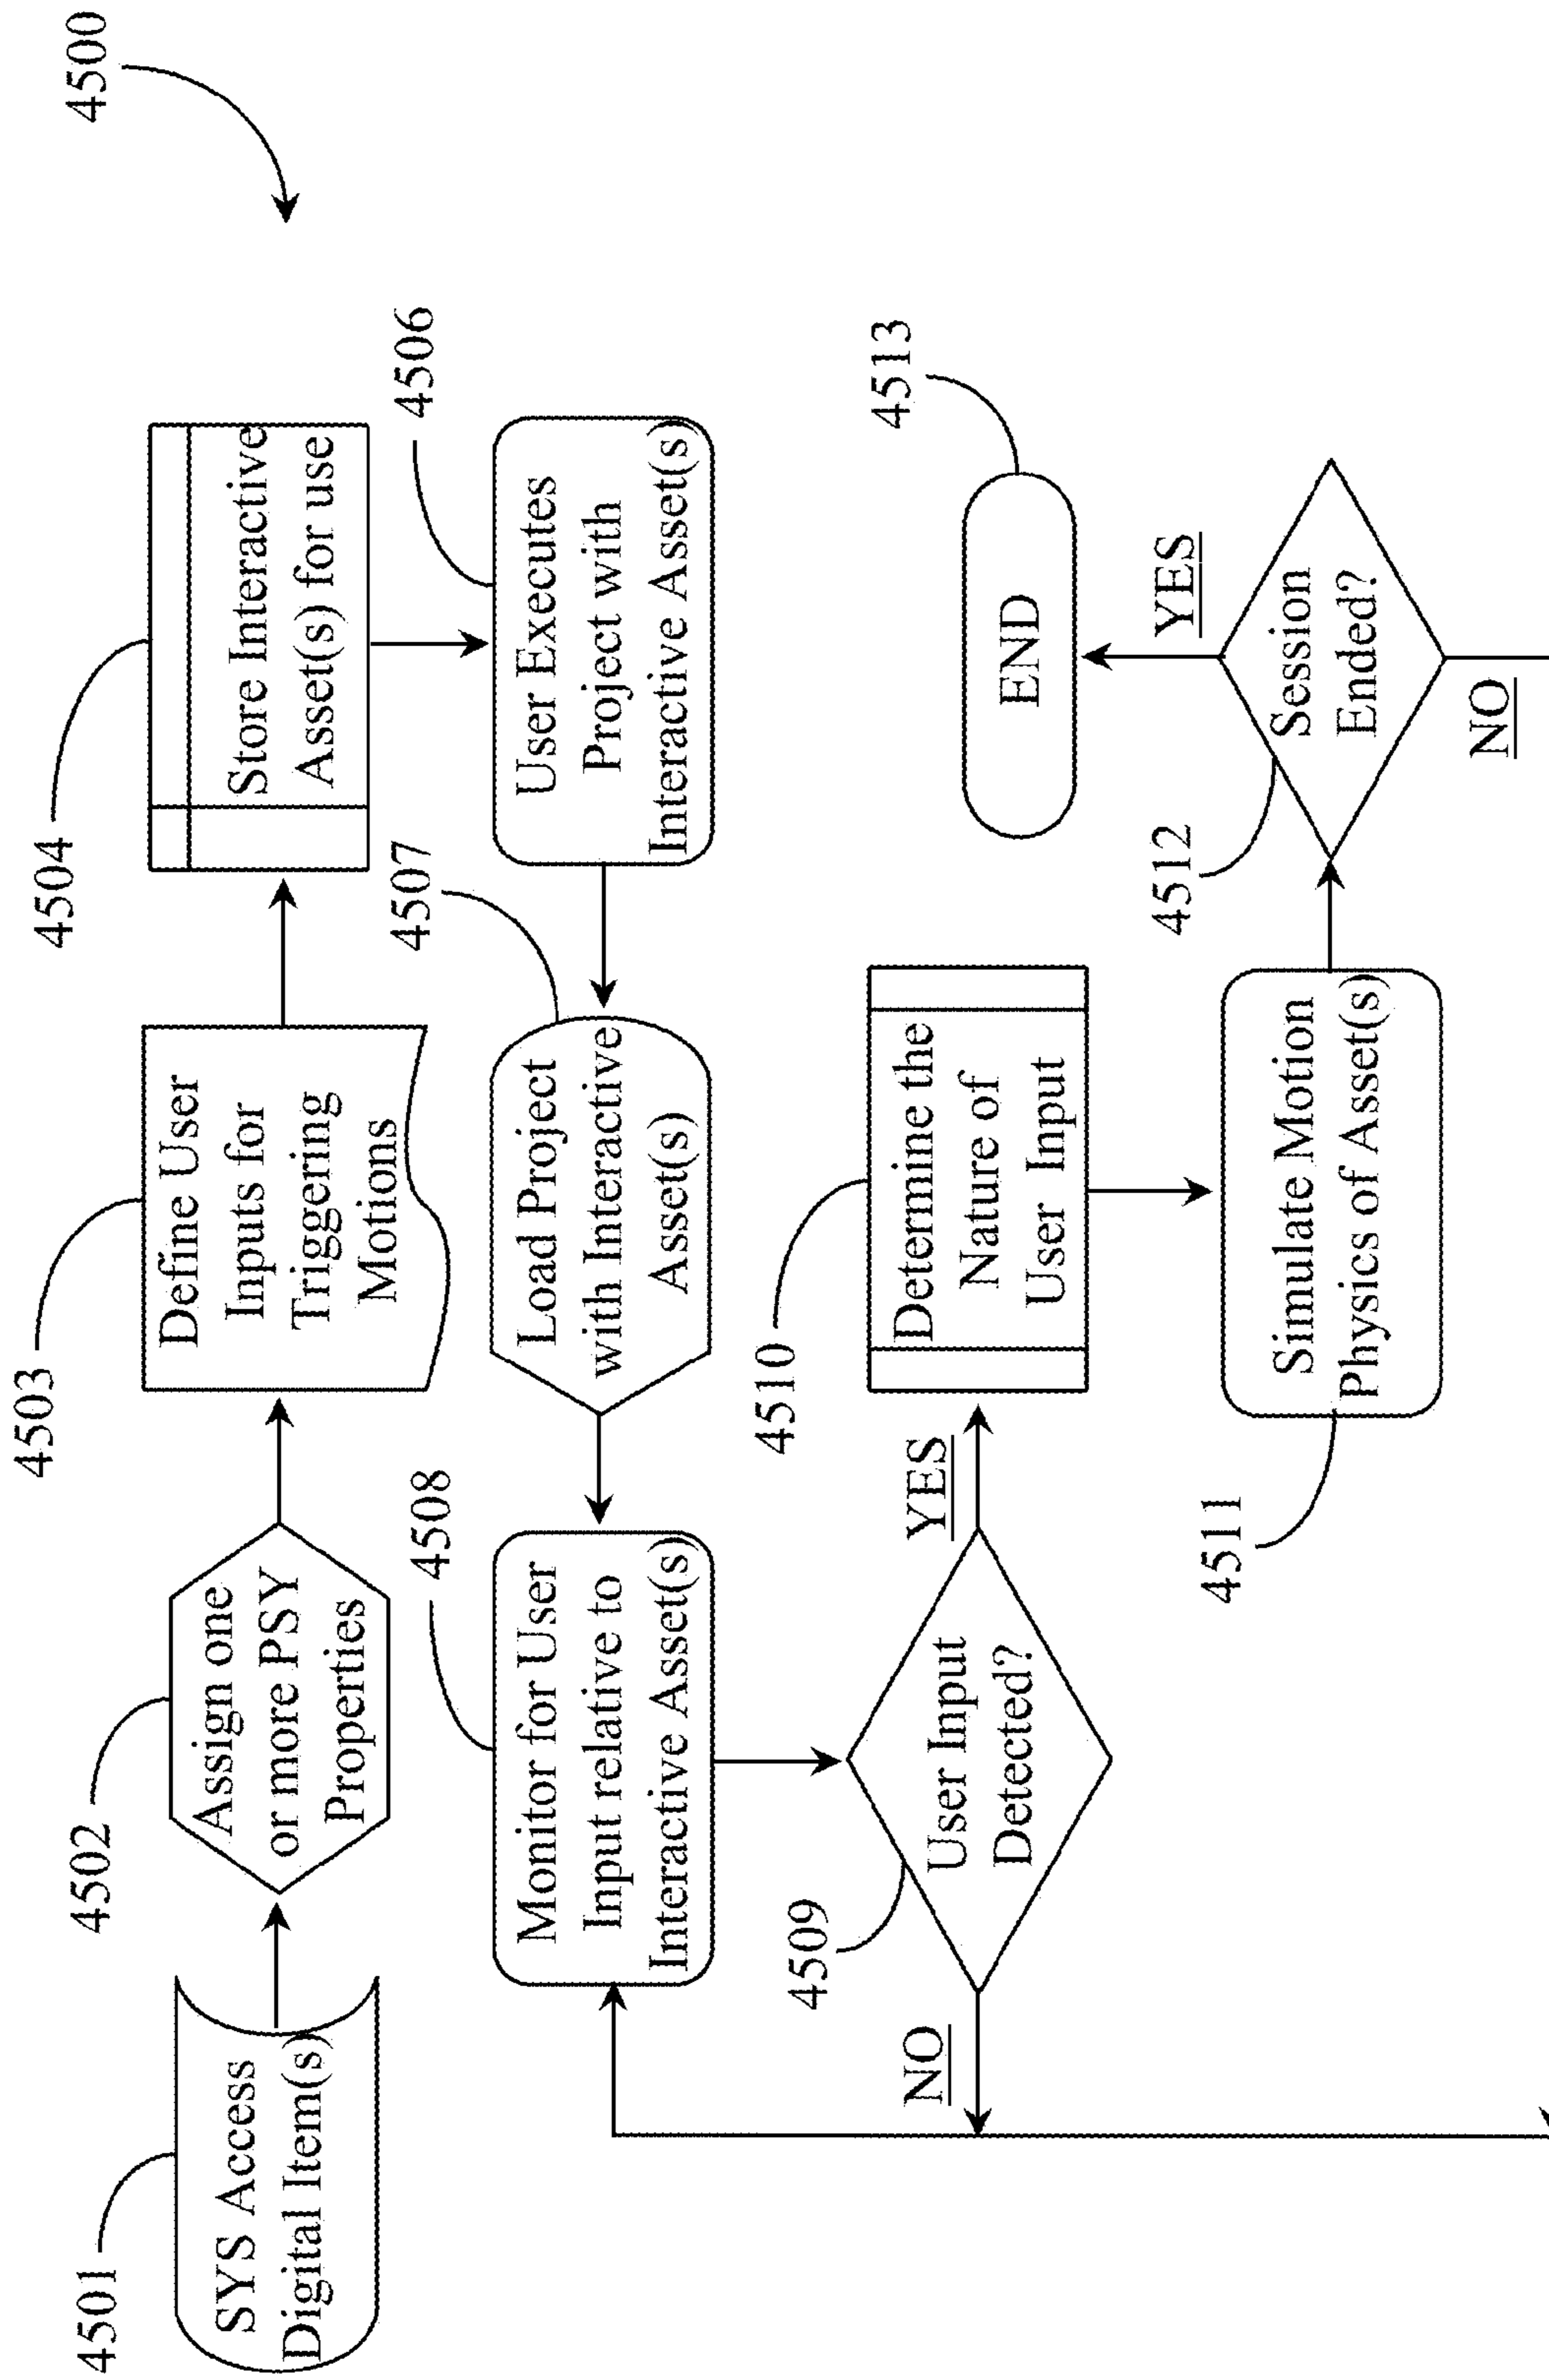 4500
4501
SYS Access
Digital Item(s)
4502
Assign one
or more PSY
Properties
4503
Define User
Inputs for
Triggering
Motions
4504
Store Interactive
Asset(s) for use
4506
User Executes
Project with
Interactive Asset(s)
4507
Load Project
with Interactive
Asset(s)
4508
Monitor for User
Input relative to
Interactive Asset(s)
4509
User Input
Detected?
NO
YES
4510
Determine the
Nature of
User Input
4511
Simulate Motion
Physics of Asset(s)
4512
Session
Ended?
YES
NO
4513
END